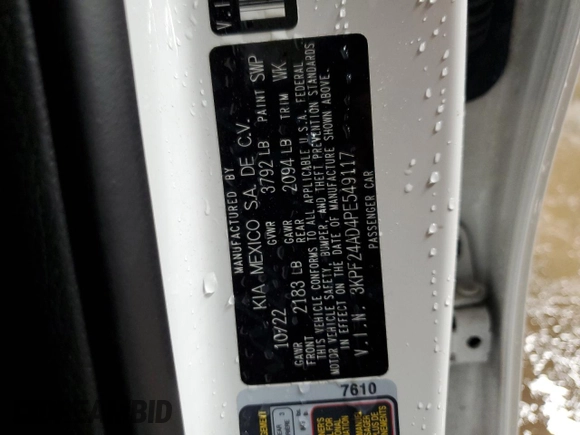 V.I.
MANUFACTURED BY
KIA MEXICO S.A. DE C.V.
10/22 GVWR 3792 LB PAINT SWP
GAWR FRONT 2183 LB GAWR REAR 2094 LB TRIM WK
THIS VEHICLE CONFORMS TO ALL APPLICABLE U.S.A. FEDERAL
MOTOR VEHICLE SAFETY, BUMPER, AND THEFT PREVENTION STANDARDS
IN EFFECT ON THE DATE OF MANUFACTURE SHOWN ABOVE.
V.I.N. 3KPF24AD4PE549117
PASSENGER CAR
7610